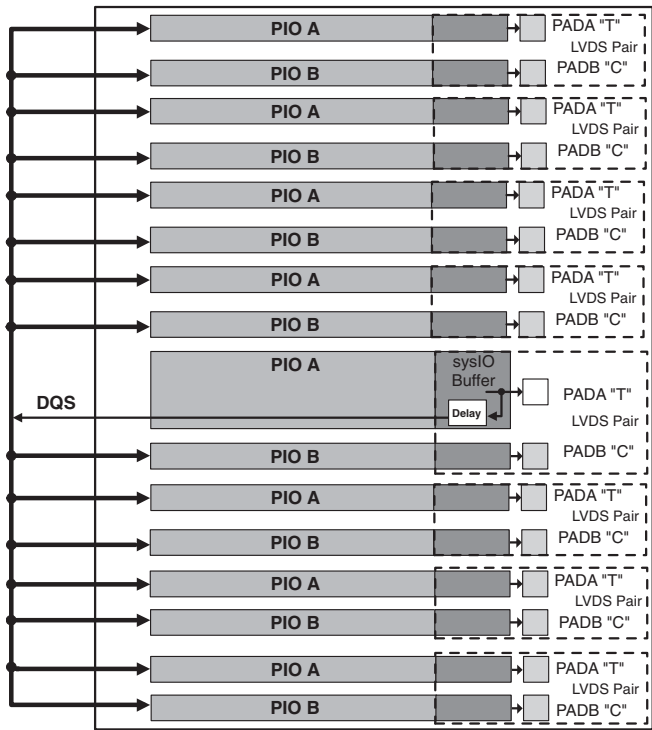 PIO A
PADA "T"
LVDS Pair
PIO B
PADB "C"
PIO A
PADA "T"
LVDS Pair
PIO B
PADB "C"
PIO A
PADA "T"
LVDS Pair
PIO B
PADB "C"
PIO A
PADA "T"
LVDS Pair
PIO B
PADB "C"
PIO A
sysIO
Buffer
PADA "T"
DQS
Delay
LVDS Pair
PIO B
PADB "C"
PIO A
PADA "T"
LVDS Pair
PIO B
PADB "C"
PIO A
PADA "T"
LVDS Pair
PIO B
PADB "C"
PIO A
PADA "T"
LVDS Pair
PIO B
PADB "C"